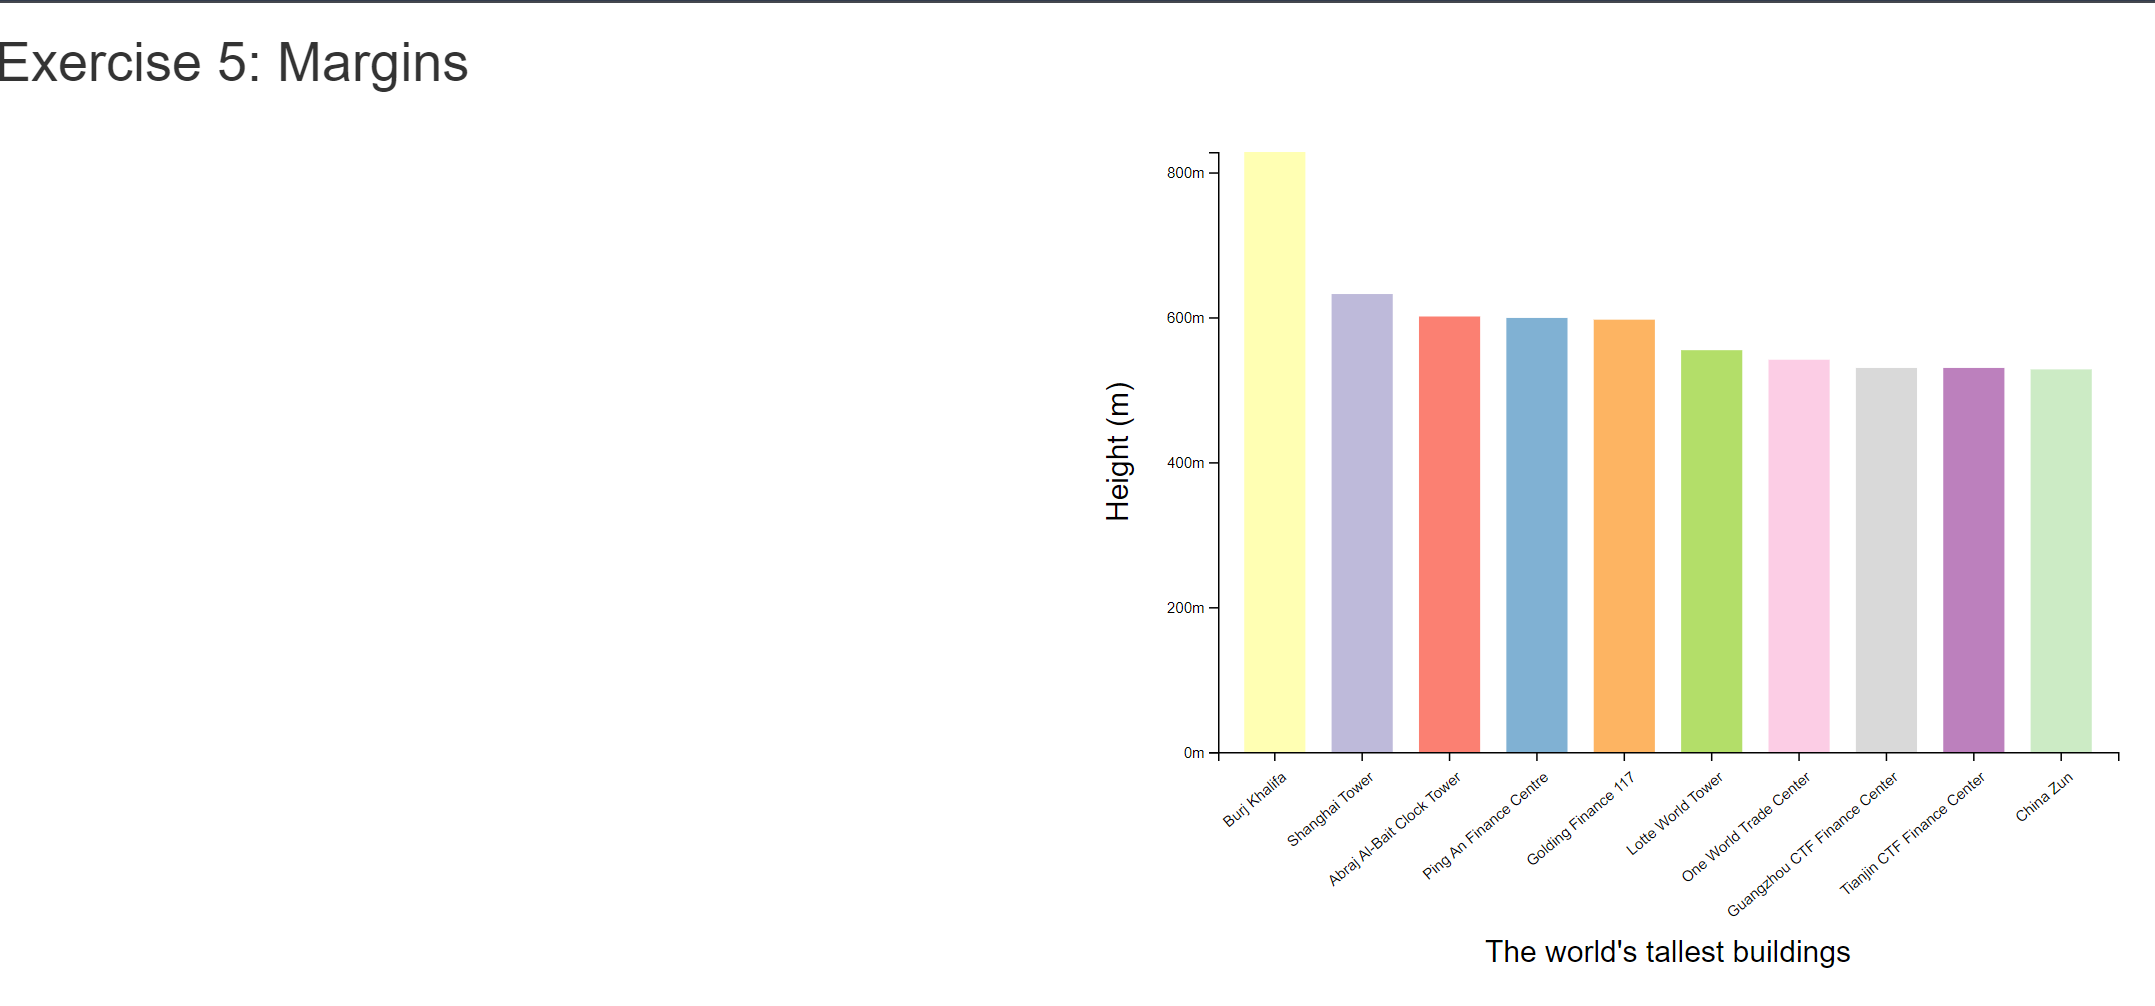 Exercise 5: Margins
800m
600m
400m
200m
0m
Height (m)
Burj Khalifa
Shanghai Tower
Abraj Al-Bait Clock Tower
Ping An Finance Centre
Golding Finance 117
Lotte World Tower
One World Trade Center
Guangzhou CTF Finance Center
Tianjin CTF Finance Center
China Zun
The world's tallest buildings